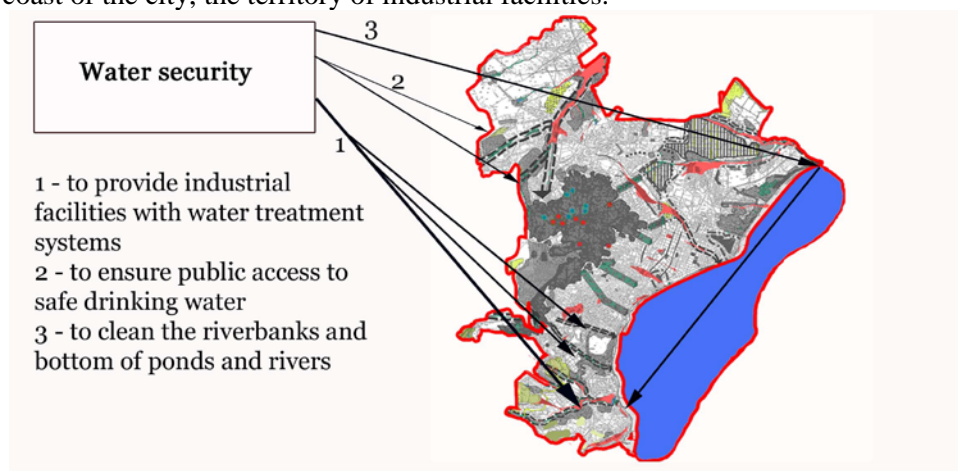 coast of the city, the territory of industrial facilities.
Water security
3
2
1
1 - to provide industrial
facilities with water treatment
systems
2 - to ensure public access to
safe drinking water
3 - to clean the riverbanks and
bottom of ponds and rivers